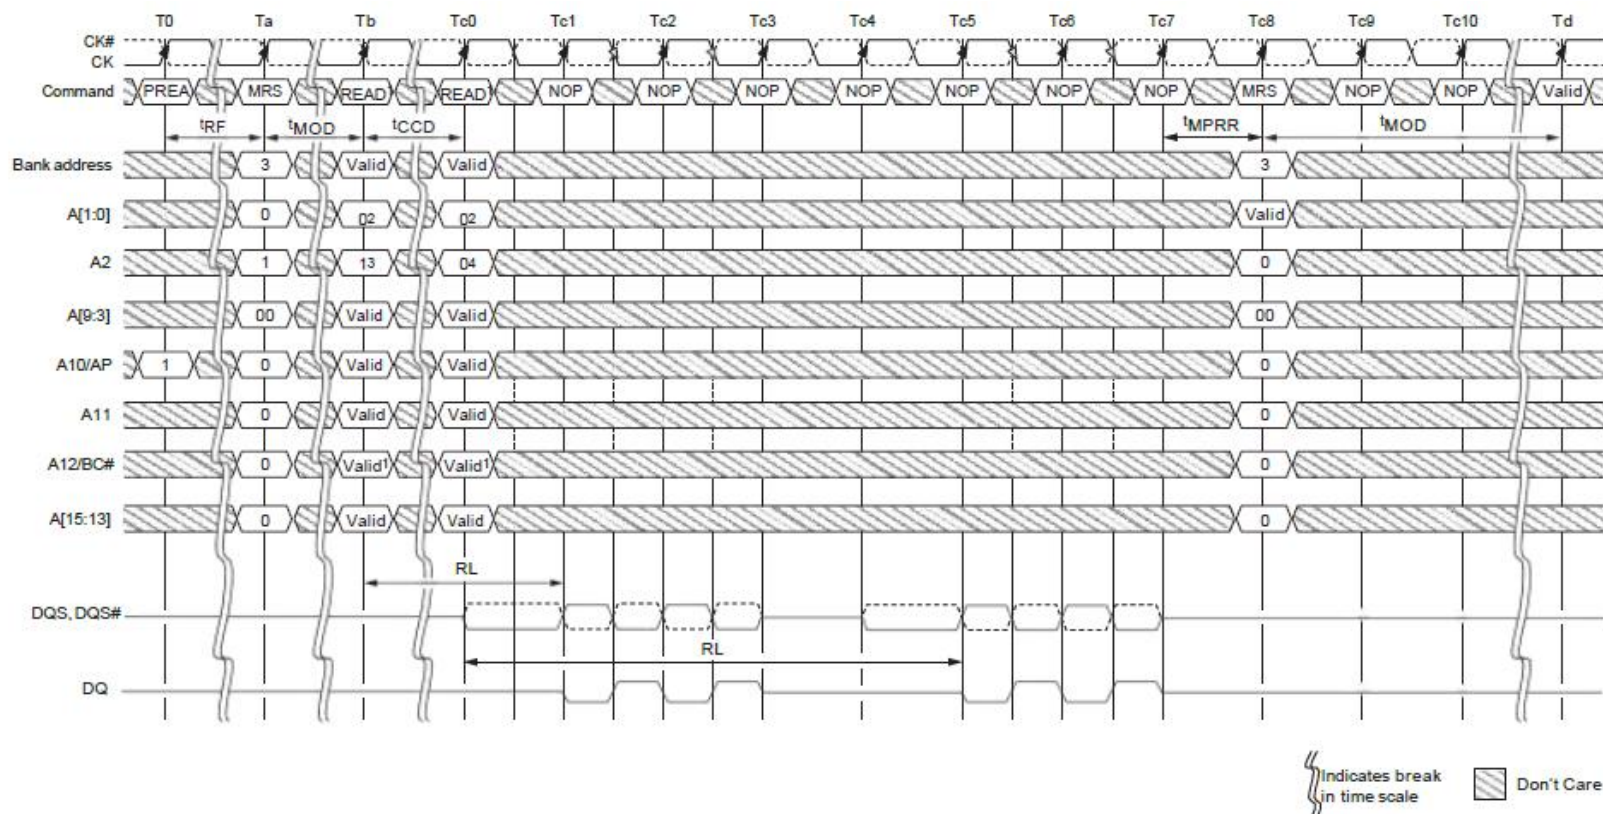 T0 Ta Tb Tc0 Tc1 Tc2 Tc3 Tc4 Tc5 Tc6 Tc7 Tc8 Tc9 Tc10 Td
CK#
CK
Command PREA MRS READ1 READ1 NOP NOP NOP NOP NOP NOP NOP MRS NOP NOP Valid
tRF tMOD tCCD tMPRR tMOD
Bank address 3 Valid Valid 3
A[1:0] 0 02 02 Valid
A2 1 13 04 0
A[9:3] 00 Valid Valid 00
A10/AP 1 0 Valid Valid 0
A11 0 Valid Valid 0
A12/BC# 0 Valid1 Valid1 0
A[15:13] 0 Valid Valid 0
RL
DQS, DQS#
RL
DQ
Indicates break
in time scale
Don't Care